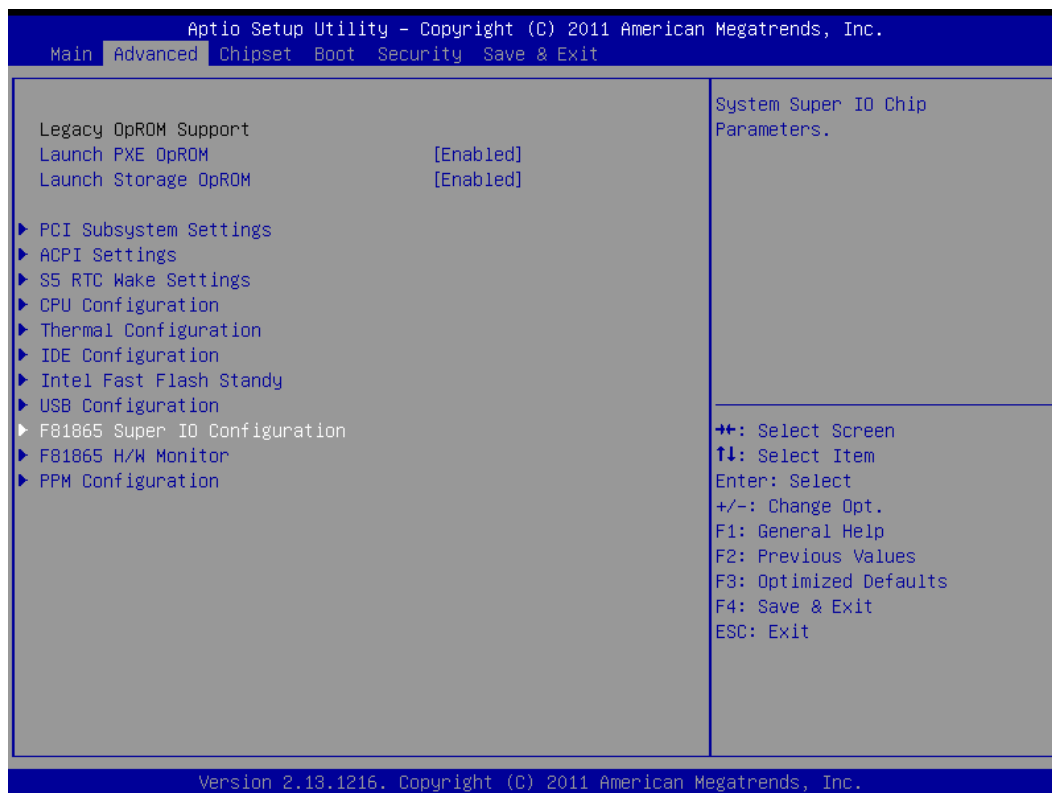 Aptio Setup Utility – Copyright (C) 2011 American Megatrends, Inc.
Main Advanced Chipset Boot Security Save & Exit
Legacy OpROM Support
Launch PXE OpROM [Enabled]
Launch Storage OpROM [Enabled]
PCI Subsystem Settings
ACPI Settings
S5 RTC Wake Settings
CPU Configuration
Thermal Configuration
IDE Configuration
Intel Fast Flash Standy
USB Configuration
F81865 Super IO Configuration
F81865 H/W Monitor
PPM Configuration
System Super IO Chip
Parameters.
→←: Select Screen
↑↓: Select Item
Enter: Select
+/-: Change Opt.
F1: General Help
F2: Previous Values
F3: Optimized Defaults
F4: Save & Exit
ESC: Exit
Version 2.13.1216. Copyright (C) 2011 American Megatrends, Inc.